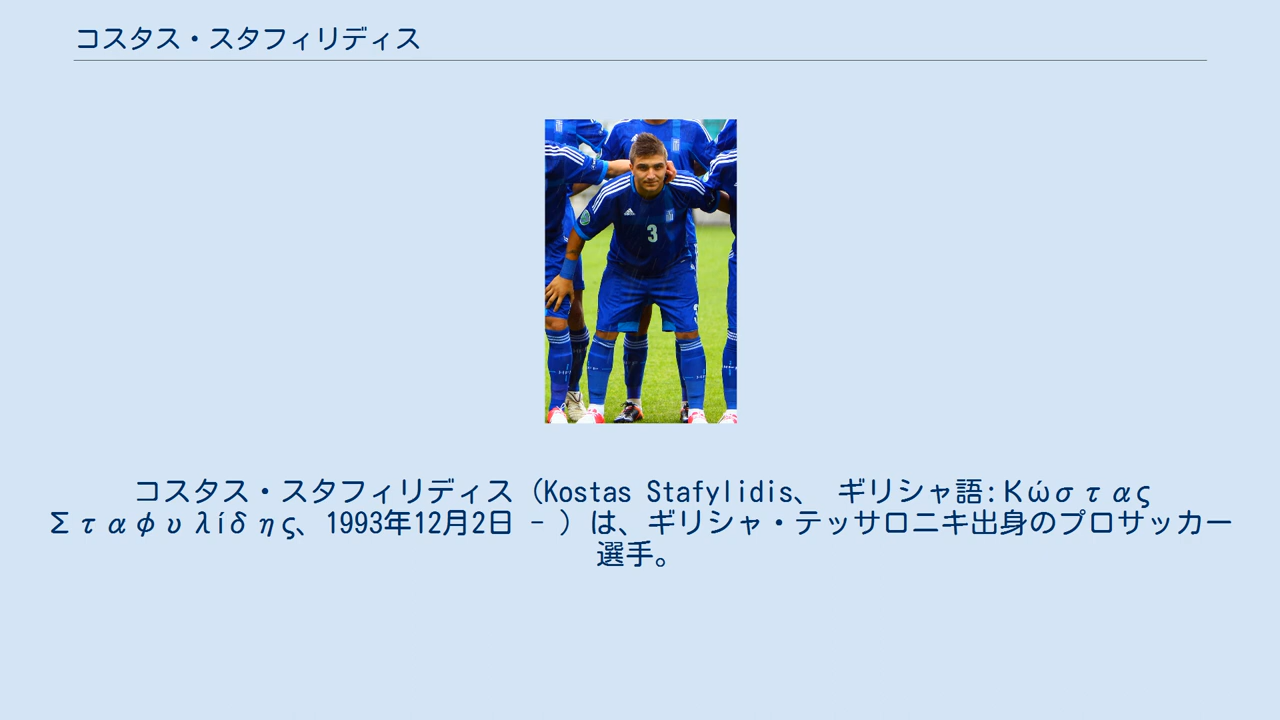 コスタス・スタフィリディス
3
コスタス・スタフィリディス（Kostas Stafylidis、 ギリシャ語:Κώστας
Σταφυλίδης、1993年12月2日 - ）は、ギリシャ・テッサロニキ出身のプロサッカー
選手。